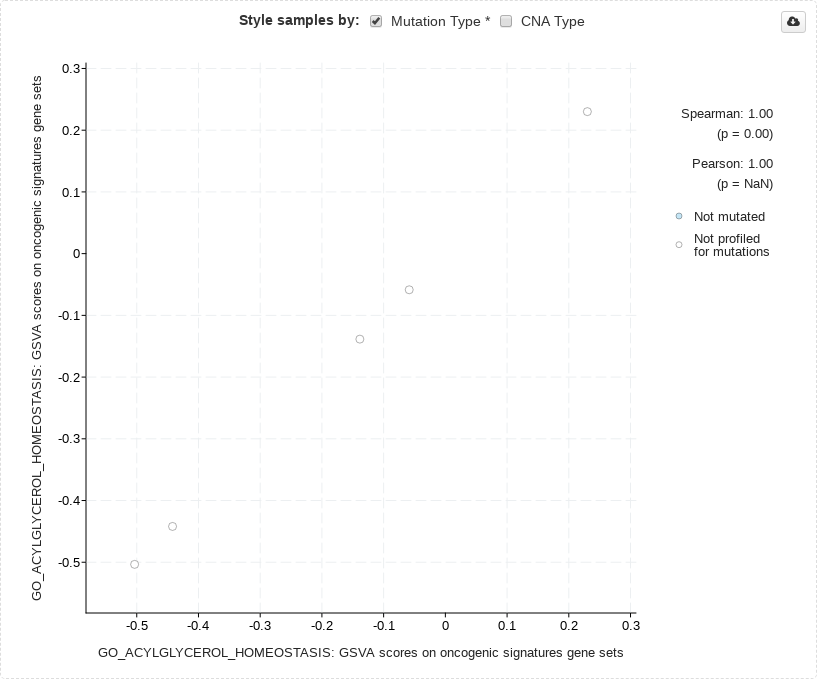 Style samples by: Mutation Type * CNA Type
0.3
0.2
0.1
0
-0.1
-0.2
-0.3
-0.4
-0.5
GO_ACYLGLYCEROL_HOMEOSTASIS: GSVA scores on oncogenic signatures gene sets
Spearman: 1.00
(p = 0.00)
Pearson: 1.00
(p = NaN)
Not mutated
Not profiled
for mutations
-0.5 -0.4 -0.3 -0.2 -0.1 0 0.1 0.2 0.3
GO_ACYLGLYCEROL_HOMEOSTASIS: GSVA scores on oncogenic signatures gene sets